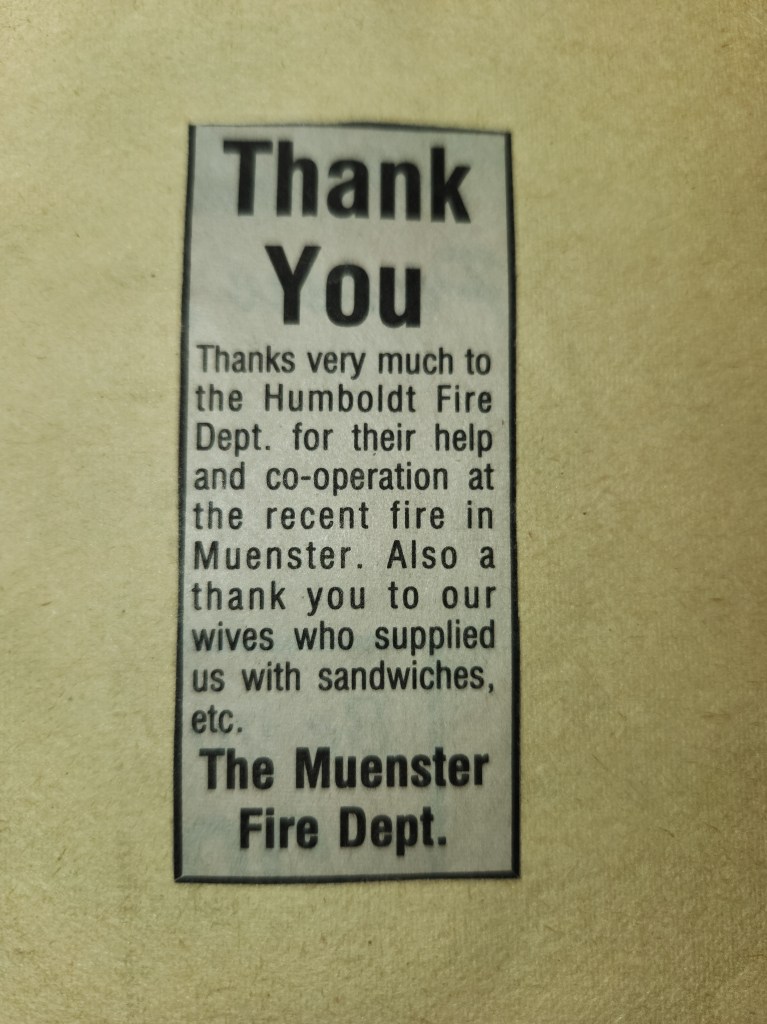 Thank
You
Thanks very much to
the Humboldt Fire
Dept. for their help
and co-operation at
the recent fire in
Muenster. Also a
thank you to our
wives who supplied
us with sandwiches,
etc.
The Muenster
Fire Dept.